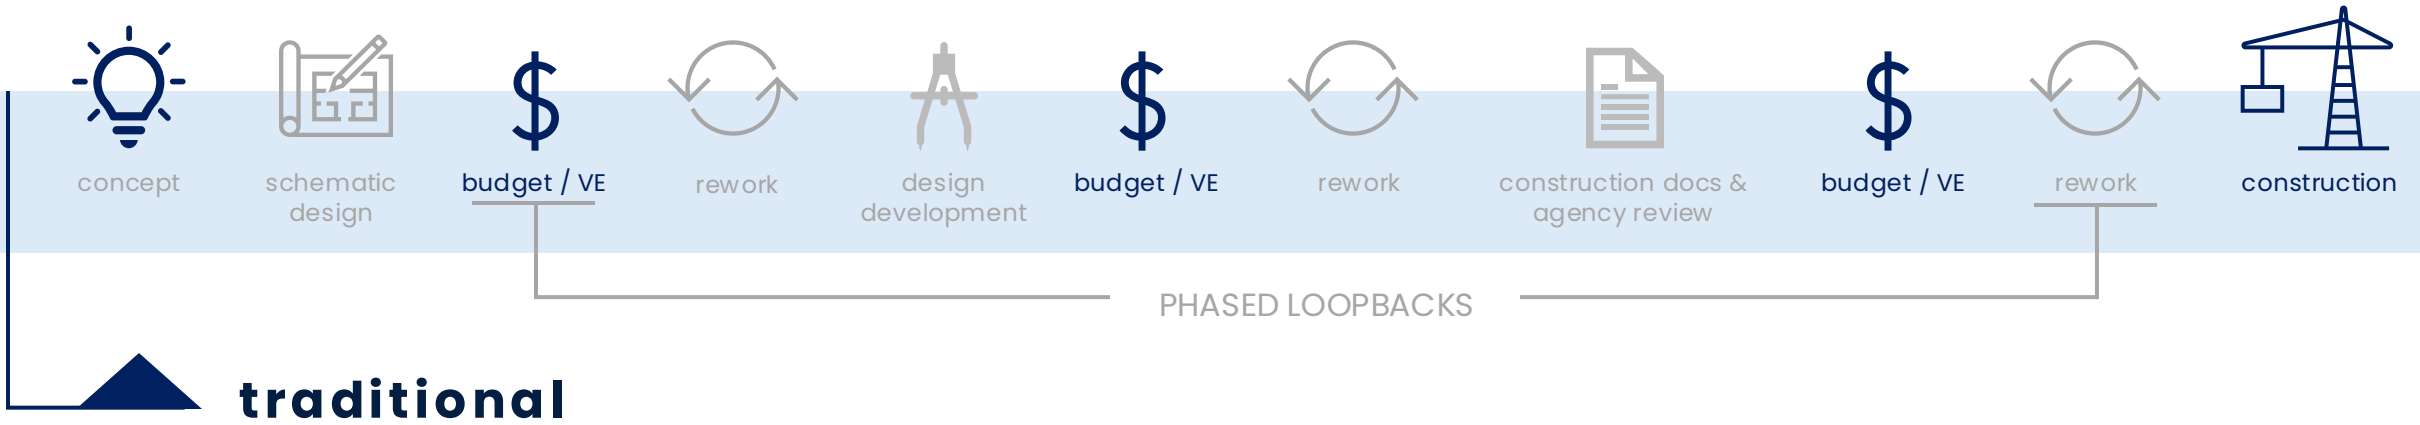 concept
schematic
design
budget / VE
rework
design
development
budget / VE
rework
construction docs &
agency review
budget / VE
rework
construction
PHASED LOOPBACKS
traditional